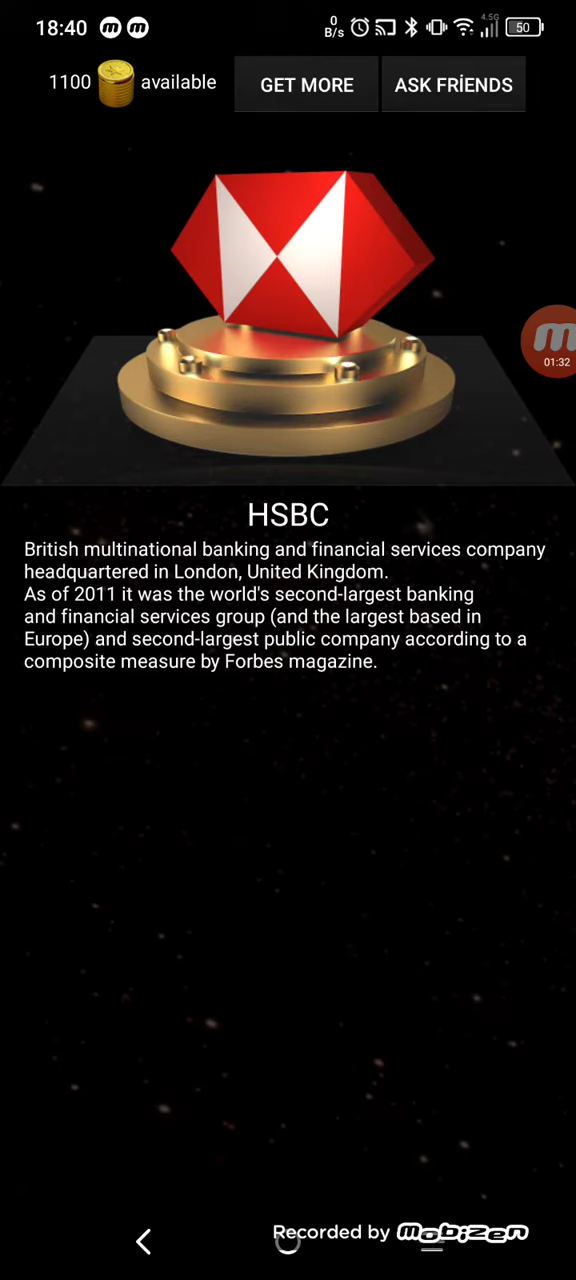 18:40
0
B/s
4.5G
50
1100 available
GET MORE
ASK FRİENDS
01:32
HSBC
British multinational banking and financial services company
headquartered in London, United Kingdom.
As of 2011 it was the world's second-largest banking
and financial services group (and the largest based in
Europe) and second-largest public company according to a
composite measure by Forbes magazine.
Recorded by mobizen